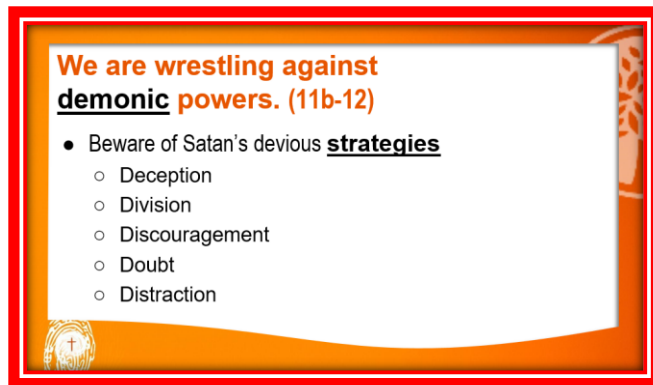 We are wrestling against
demonic powers. (11b-12)
● Beware of Satan's devious strategies
○ Deception
○ Division
○ Discouragement
○ Doubt
○ Distraction